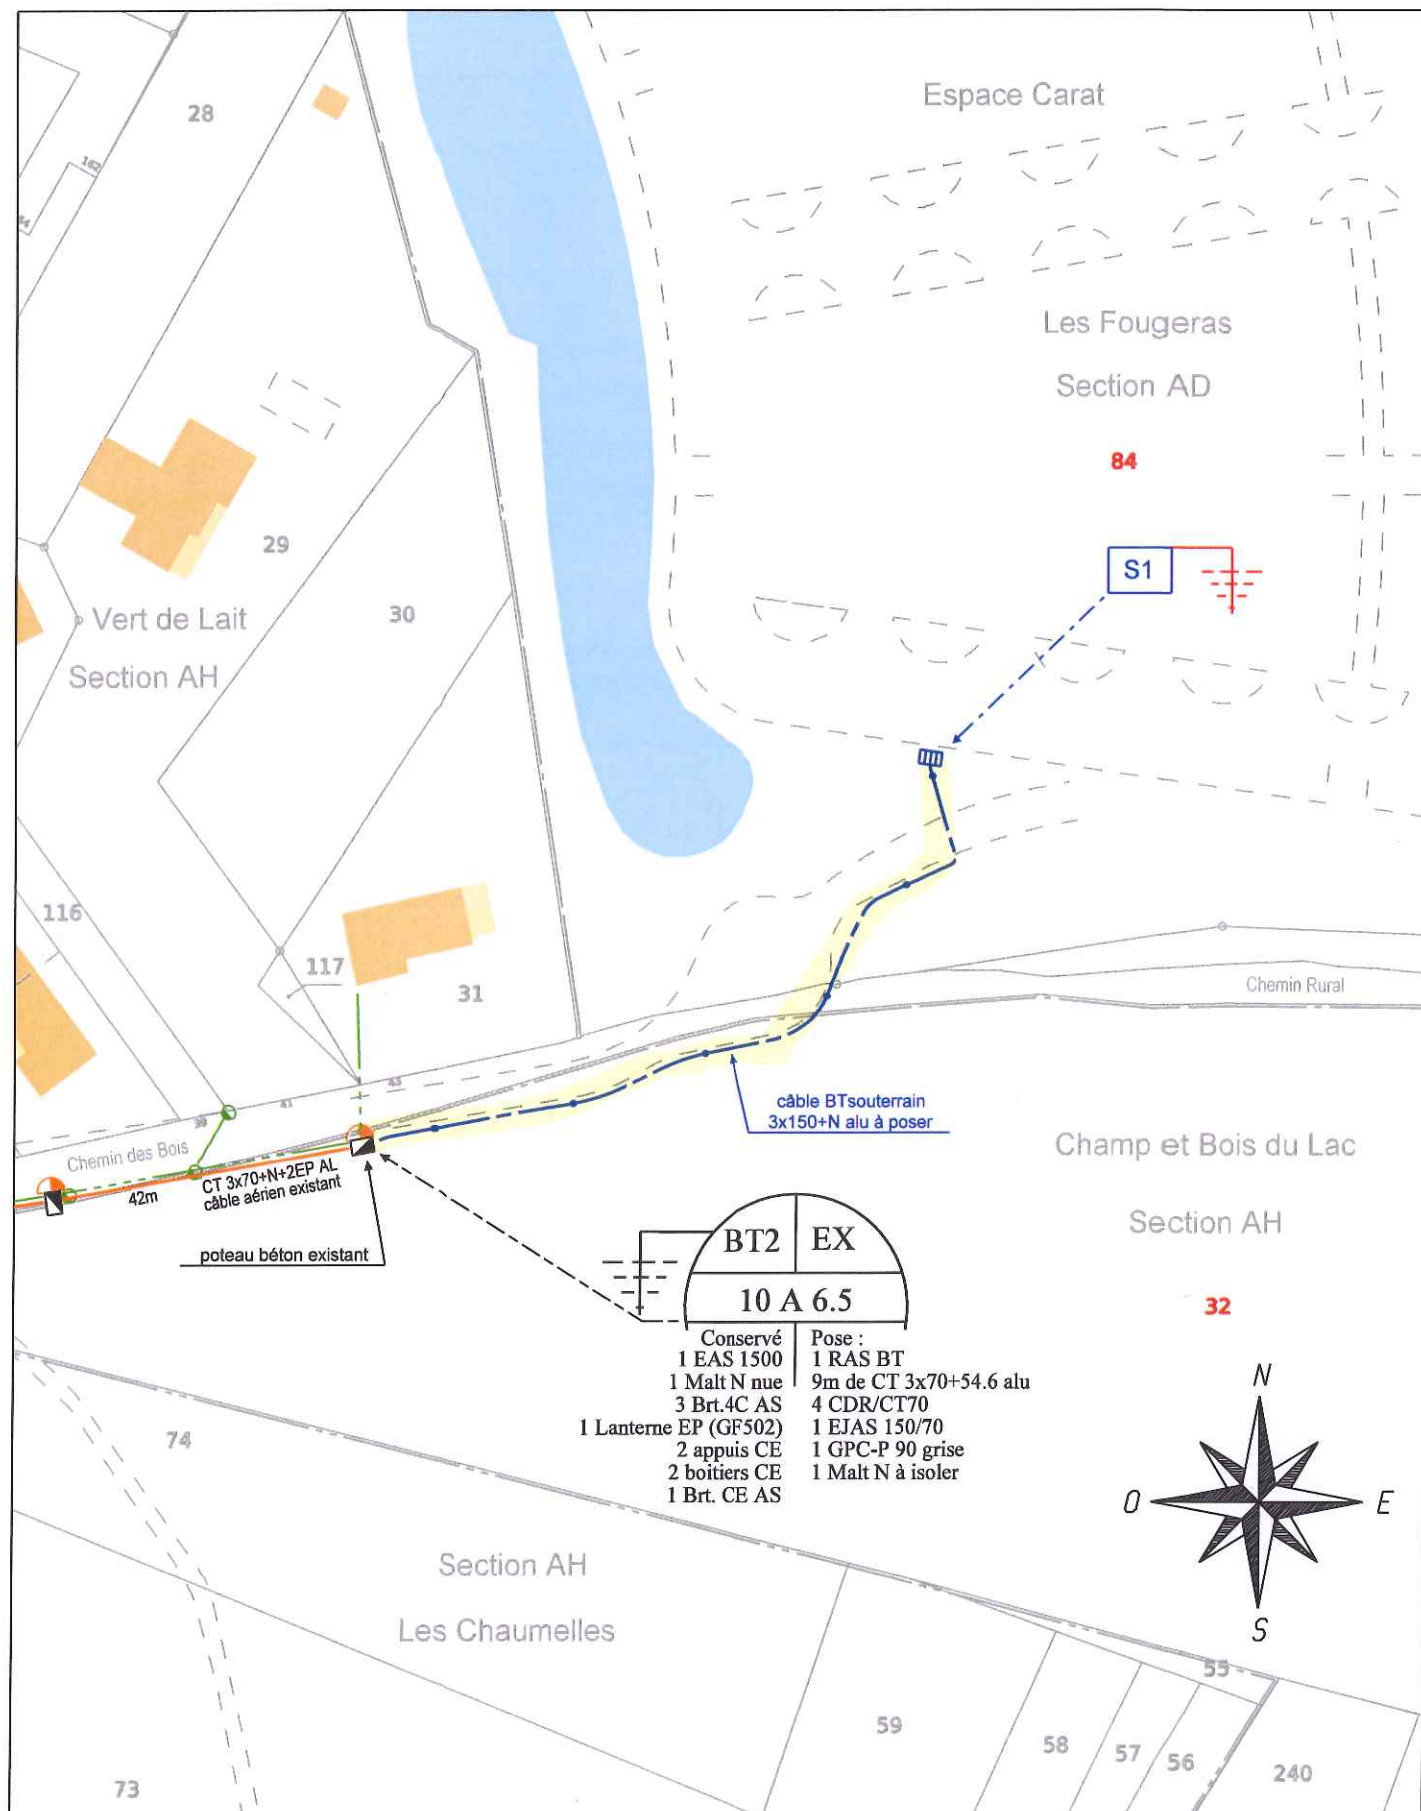 Espace Carat
28
162
Les Fougeras
Section AD
84
29
S1
30
Vert de Lait
Section AH
116
117
31
Chemin Rural
43
41
39
câble BTsouterrain
3x150+N alu à poser
Chemin des Bois
CT 3x70+N+2EP AL
câble aérien existant
42m
poteau béton existant
Champ et Bois du Lac
Section AH
32
BT2 EX
10 A 6.5
Conservé
1 EAS 1500
1 Malt N nue
3 Brt.4C AS
1 Lanterne EP (GF502)
2 appuis CE
2 boitiers CE
1 Brt. CE AS
Pose :
1 RAS BT
9m de CT 3x70+54.6 alu
4 CDR/CT70
1 EJAS 150/70
1 GPC-P 90 grise
1 Malt N à isoler
N
O
E
S
74
Section AH
Les Chaumelles
55
59
58
57
56
240
73